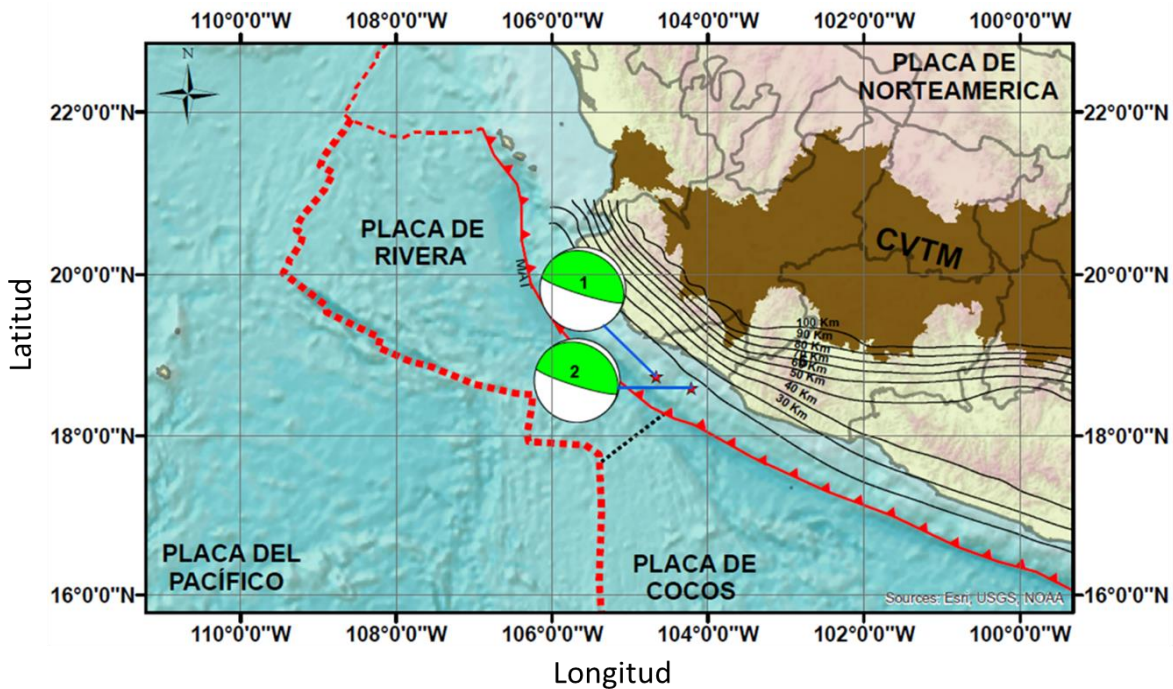 110°0'0"W 108°0'0"W 106°0'0"W 104°0'0"W 102°0'0"W 100°0'0"W
N
PLACA DE
NORTEAMERICA
22°0'0"N
22°0'0"N
PLACA DE
RIVERA
CVTM
20°0'0"N
20°0'0"N
MAT
1
100 Km
90 Km
80 Km
50 Km
40 Km
30 Km
2
18°0'0"N
18°0'0"N
PLACA DEL
PACÍFICO
PLACA DE
COCOS
16°0'0"N
16°0'0"N
Sources: Esri, USGS, NOAA
110°0'0"W 108°0'0"W 106°0'0"W 104°0'0"W 102°0'0"W 100°0'0"W
Latitud
Longitud